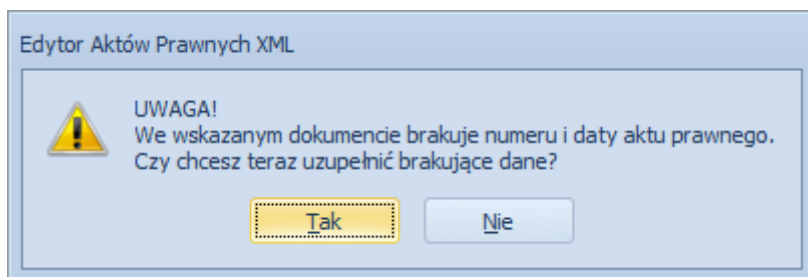 Edytor Aktów Prawnych XML
UWAGA!
We wskazanym dokumencie brakuje numeru i daty aktu prawnego.
Czy chcesz teraz uzupełnić brakujące dane?
Tak
Nie